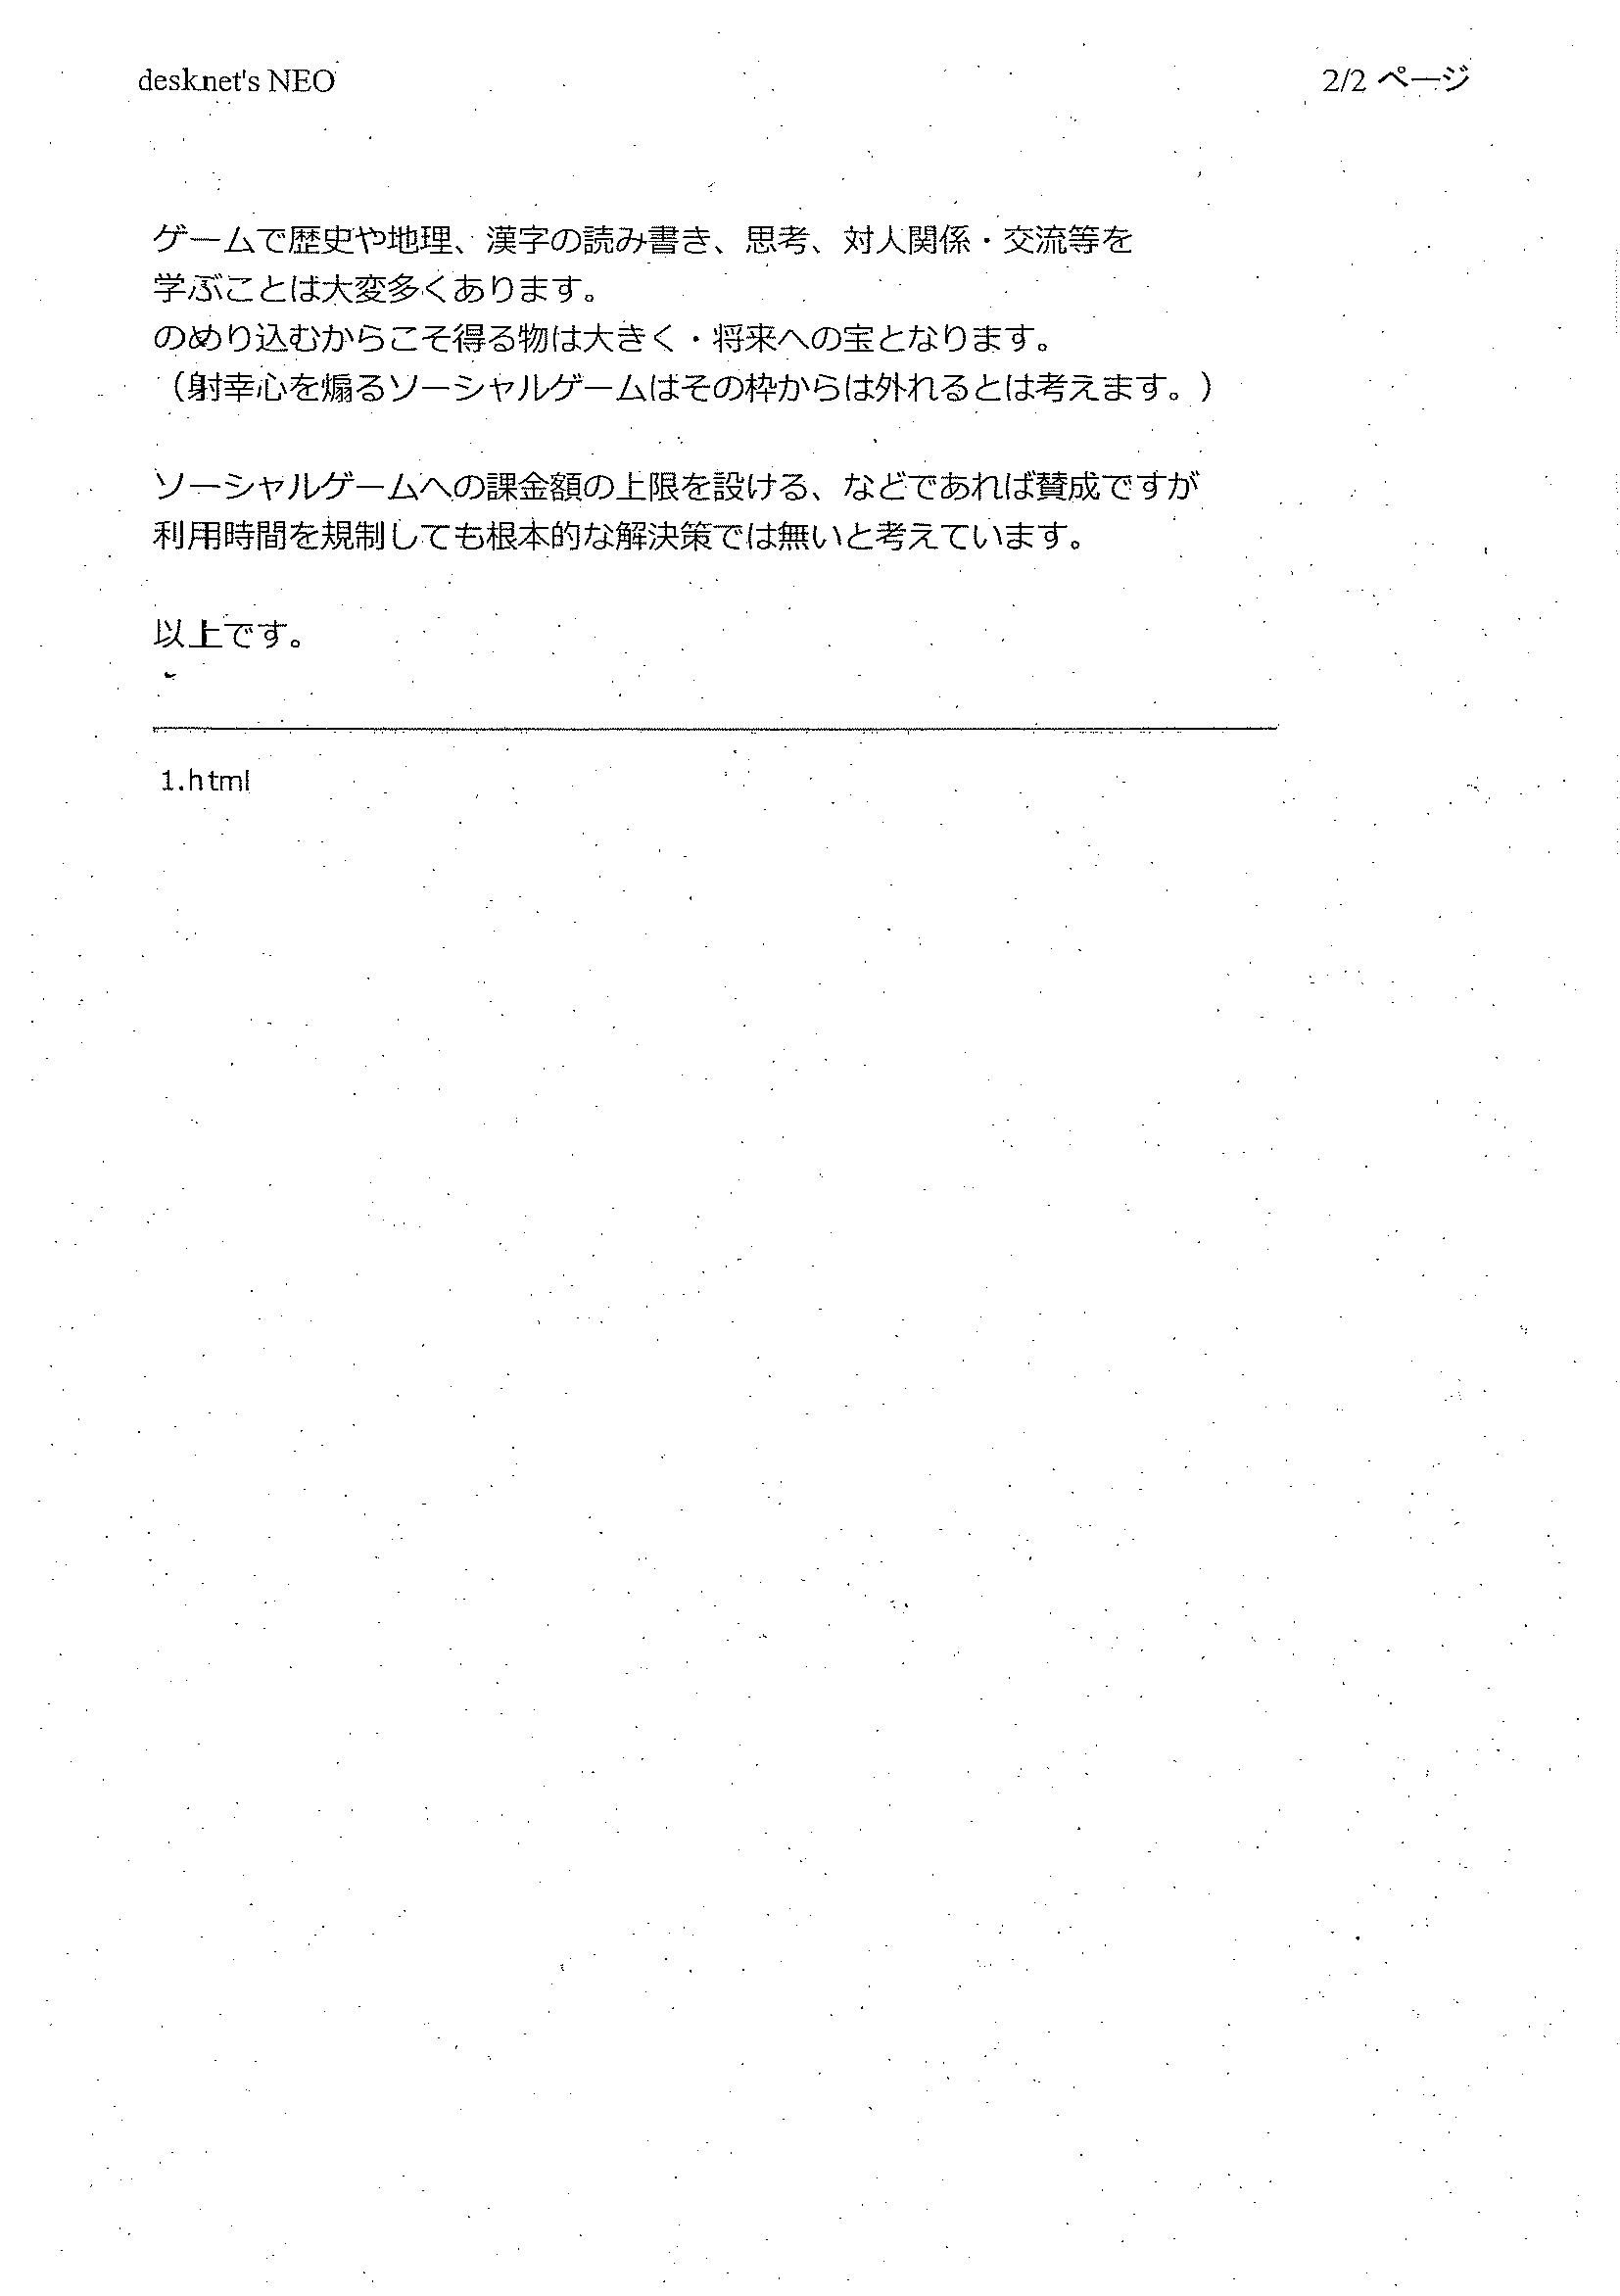 desknet's NEO
2/2 ページ
ゲームで歴史や地理、漢字の読み書き、思考、対人関係・交流等を
学ぶことは大変多くあります。
のめり込むからこそ得る物は大きく・将来への宝となります。
（射幸心を煽るソーシャルゲームはその枠からは外れるとは考えます。）
ソーシャルゲームへの課金額の上限を設ける、などであれば賛成ですが
利用時間を規制しても根本的な解決策では無いと考えています。
以上です。
1.html